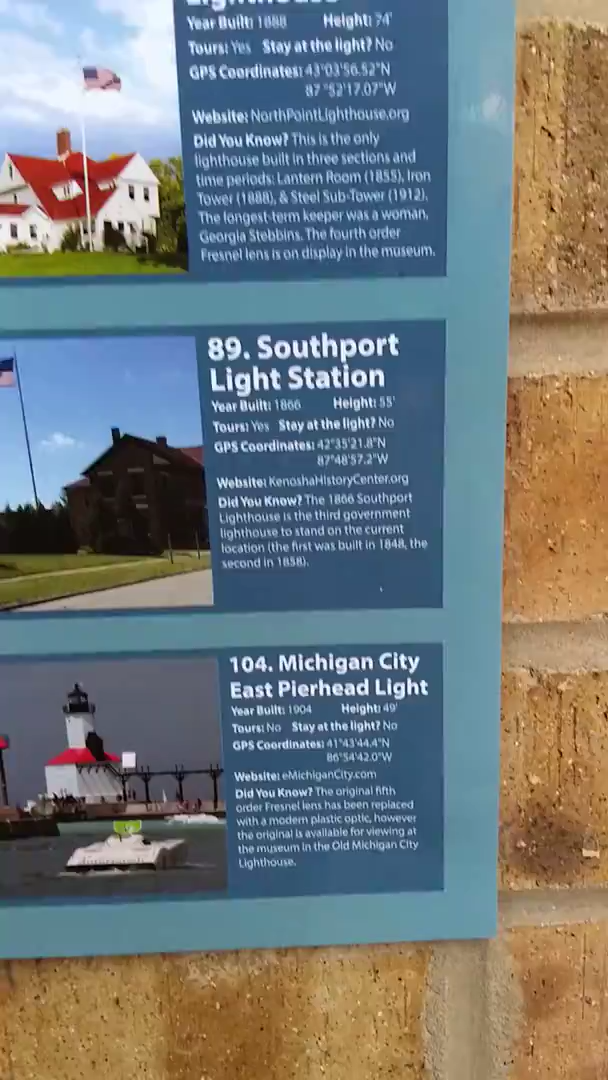 Lighthouse
Year Built: 1888 Height: 74'
Tours: Yes Stay at the light? No
GPS Coordinates: 43°03'56.52"N
87 °52'17.07"W
Website: NorthPointLighthouse.org
Did You Know? This is the only
lighthouse built in three sections and
time periods: Lantern Room (1855), Iron
Tower (1888), & Steel Sub-Tower (1912).
The longest-term keeper was a woman,
Georgia Stebbins. The fourth order
Fresnel lens is on display in the museum.
89. Southport
Light Station
Year Built: 1866 Height: 55'
Tours: Yes Stay at the light? No
GPS Coordinates: 42°35'21.8"N
87°48'57.2"W
Website: KenoshaHistoryCenter.org
Did You Know? The 1866 Southport
Lighthouse is the third government
lighthouse to stand on the current
location (the first was built in 1848, the
second in 1858).
104. Michigan City
East Pierhead Light
Year Built: 1904 Height: 49'
Tours: No Stay at the light? No
GPS Coordinates: 41°43'44.4"N
86°54'42.0"W
Website: eMichiganCity.com
Did You Know? The original fifth
order Fresnel lens has been replaced
with a modern plastic optic, however
the original is available for viewing at
the museum in the Old Michigan City
Lighthouse.